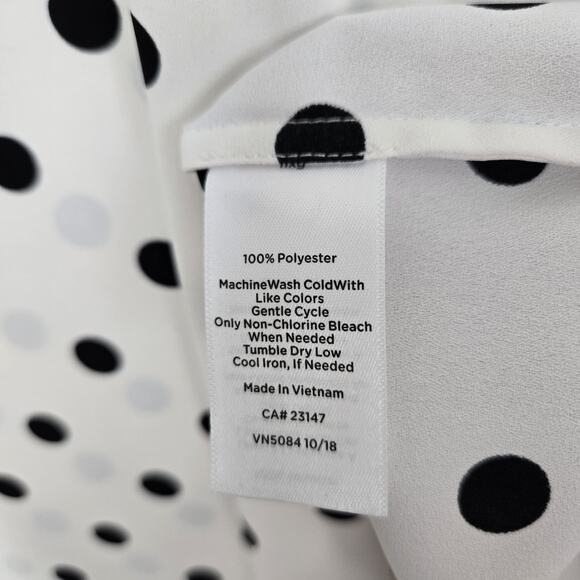 100% Polyester
MachineWash ColdWith
Like Colors
Gentle Cycle
Only Non-Chlorine Bleach
When Needed
Tumble Dry Low
Cool Iron, If Needed
Made In Vietnam
CA# 23147
VN5084 10/18